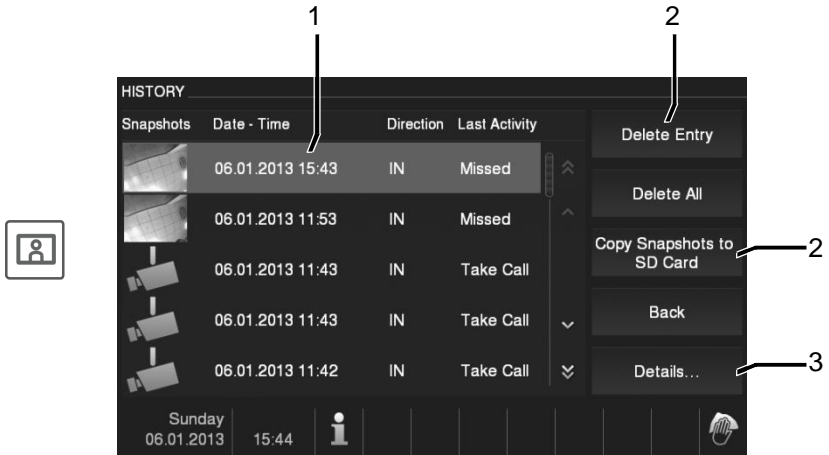 1
2
HISTORY
Snapshots Date - Time Direction Last Activity
Delete Entry
06.01.2013 15:43 IN Missed
Delete All
06.01.2013 11:53 IN Missed
Copy Snapshots to
SD Card
2
06.01.2013 11:43 IN Take Call
06.01.2013 11:43 IN Take Call
Back
06.01.2013 11:42 IN Take Call
Details...
3
Sunday
06.01.2013 15:44